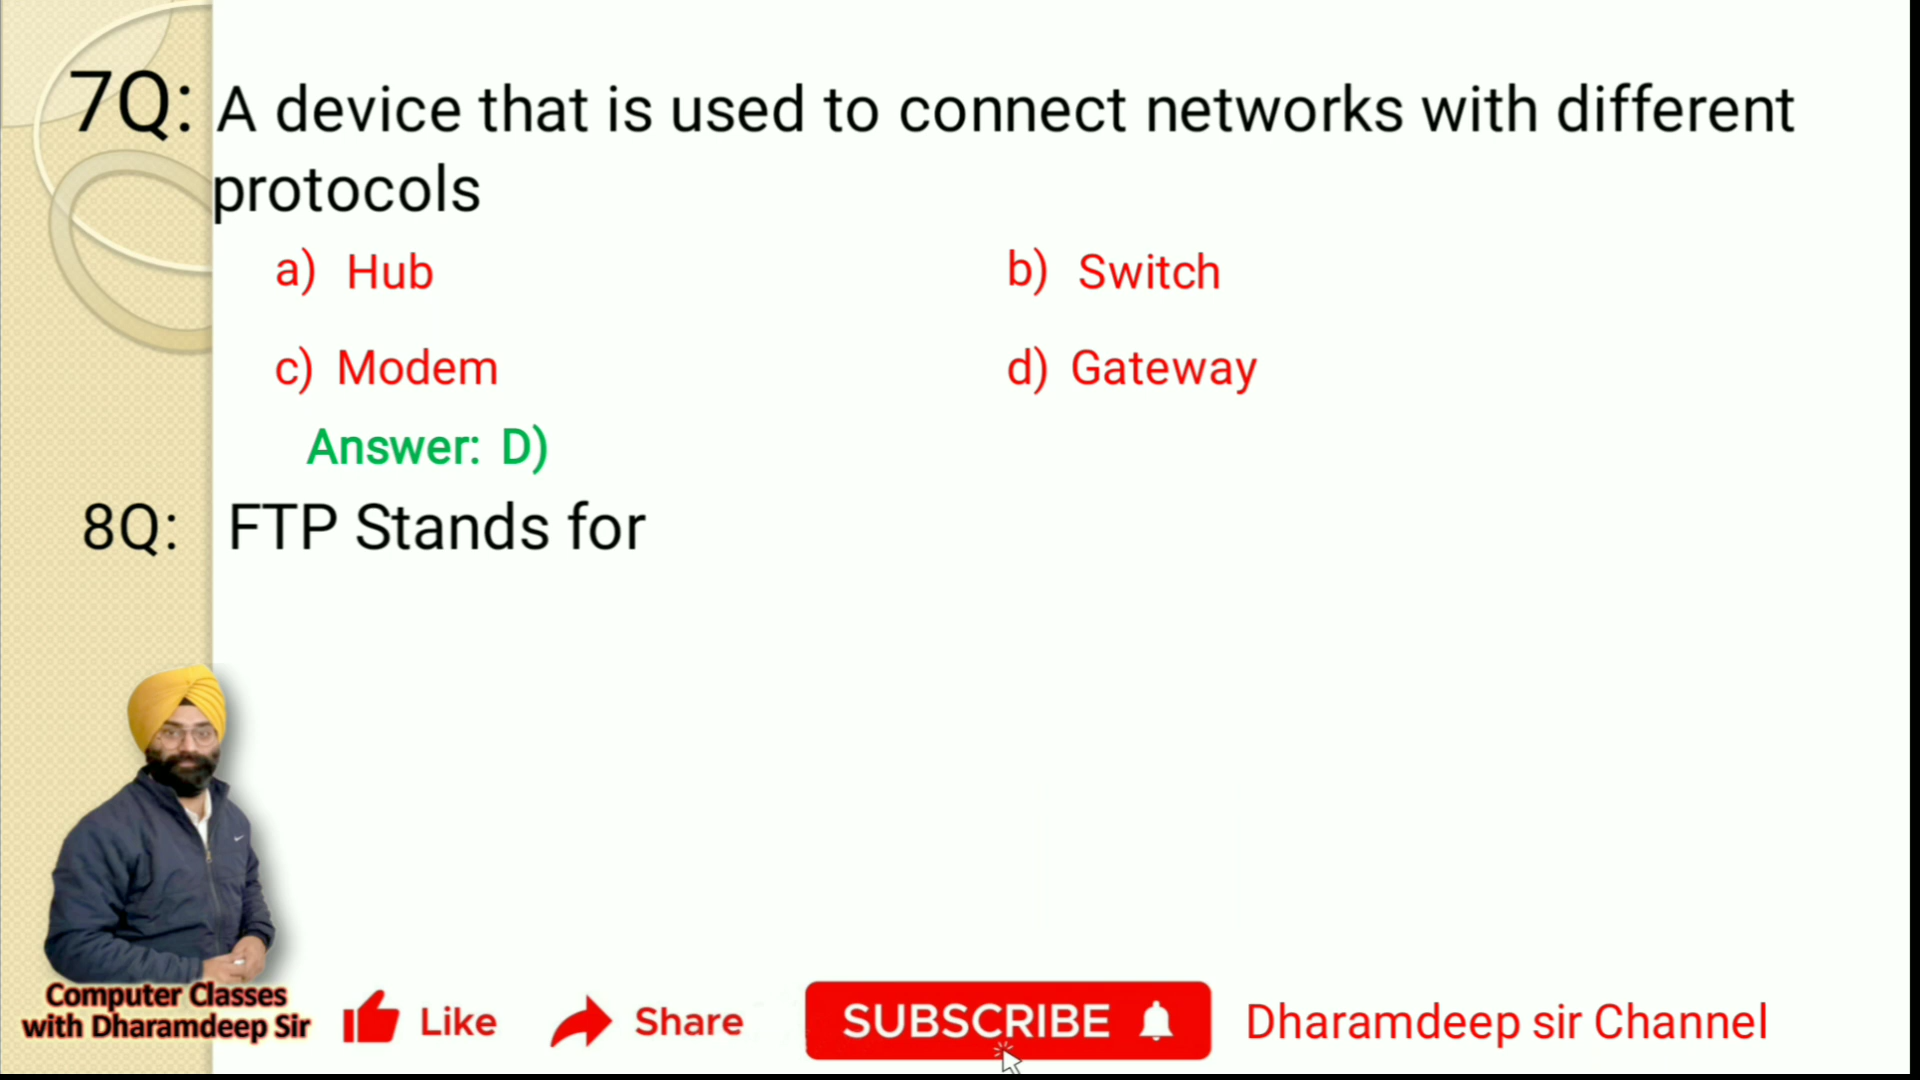 7Q: A device that is used to connect networks with different
protocols
a) Hub b) Switch
c) Modem d) Gateway
Answer: D)
8Q: FTP Stands for
Computer Classes
with Dharamdeep Sir
Like Share SUBSCRIBE Dharamdeep sir Channel